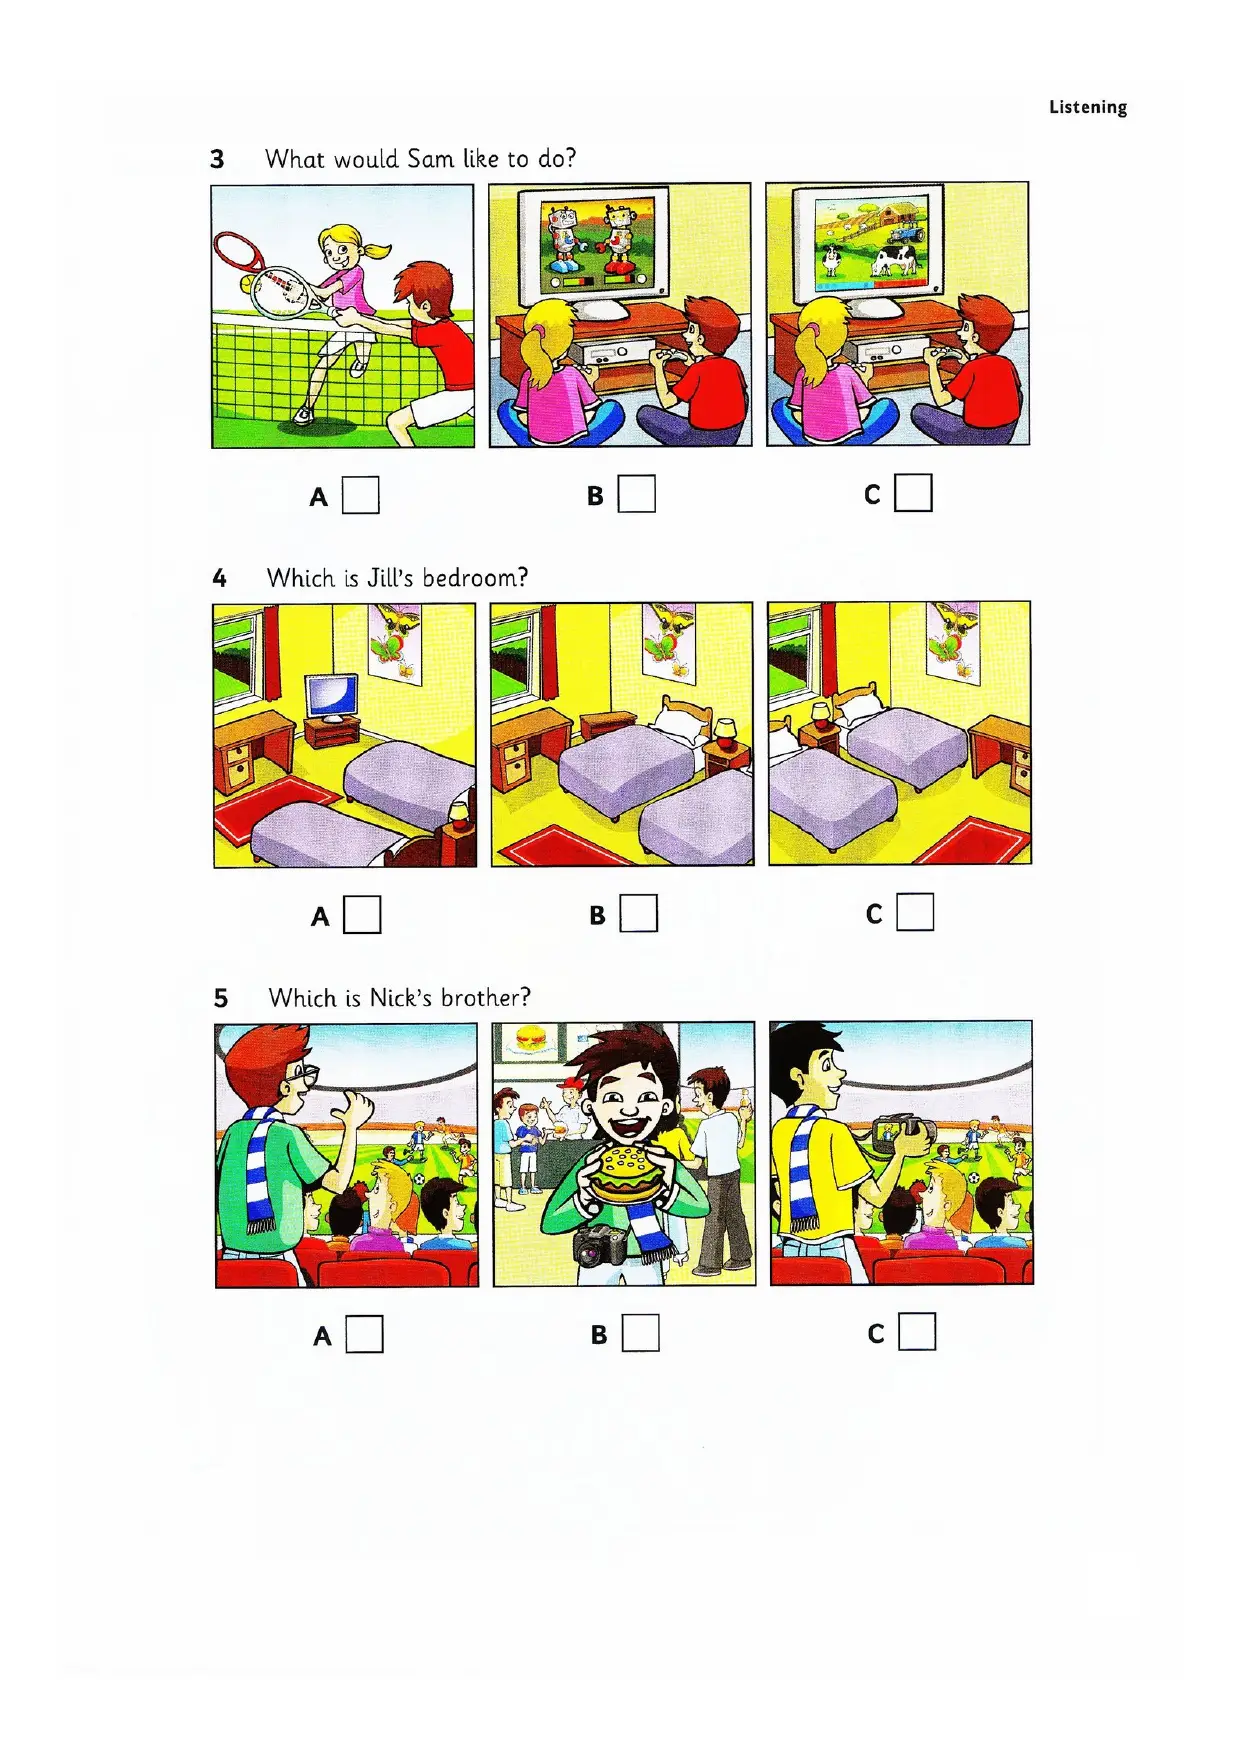 Listening
3 What would Sam like to do?
A B C
4 Which is Jill's bedroom?
A B C
5 Which is Nick's brother?
A B C